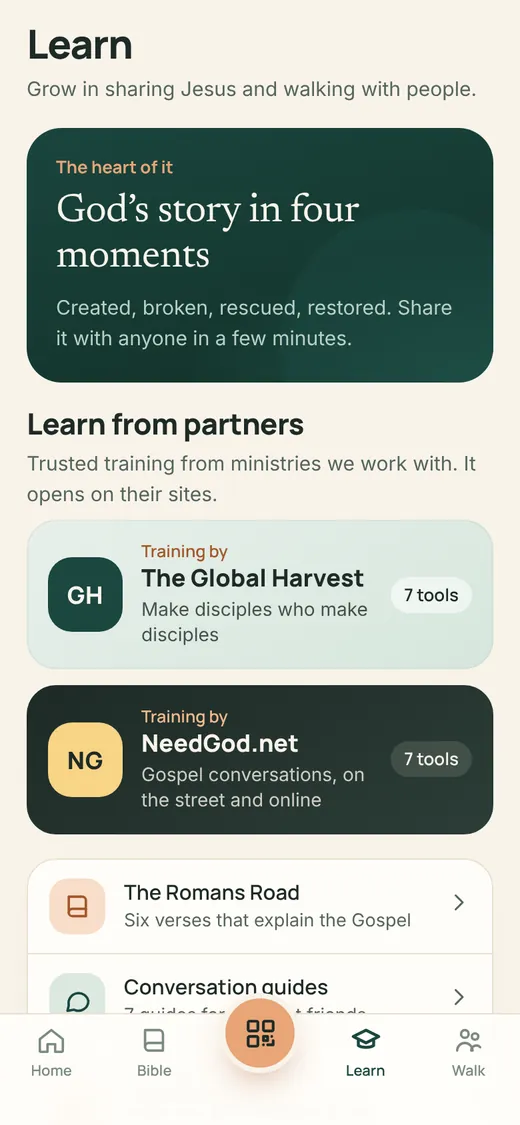 Learn
Grow in sharing Jesus and walking with people.
The heart of it
God’s story in four
moments
Created, broken, rescued, restored. Share
it with anyone in a few minutes.
Learn from partners
Trusted training from ministries we work with. It
opens on their sites.
GH
Training by
The Global Harvest
Make disciples who make
disciples
7 tools
NG
Training by
NeedGod.net
Gospel conversations, on
the street and online
7 tools
The Romans Road
Six verses that explain the Gospel
Conversation guides
7 guides for t friends
Home
Bible
Learn
Walk